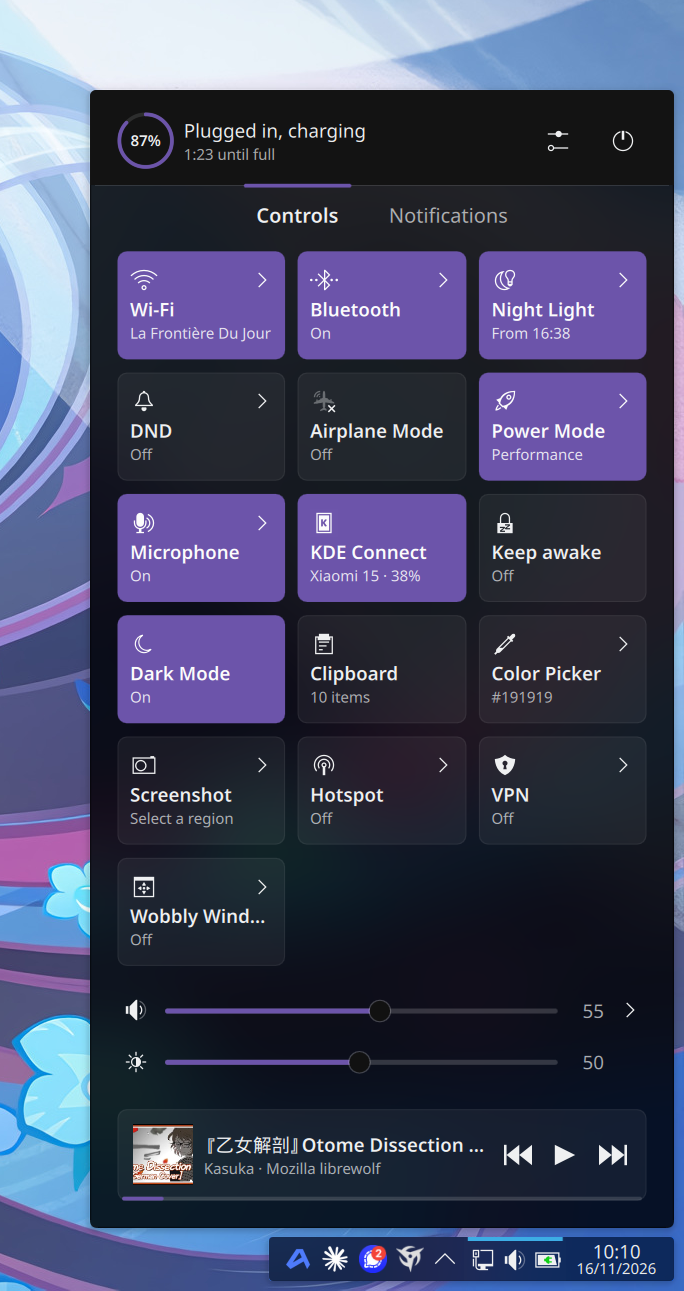 87%
Plugged in, charging
1:23 until full
Controls
Notifications
Wi-Fi
La Frontière Du Jour
Bluetooth
On
Night Light
From 16:38
DND
Off
Airplane Mode
Off
Power Mode
Performance
Microphone
On
KDE Connect
Xiaomi 15 · 38%
Keep awake
Off
Dark Mode
On
Clipboard
10 items
Color Picker
#191919
Screenshot
Select a region
Hotspot
Off
VPN
Off
Wobbly Wind...
Off
55
50
『乙女解剖』Otome Dissection ...
Kasuka · Mozilla librewolf
2
10:10
16/11/2026